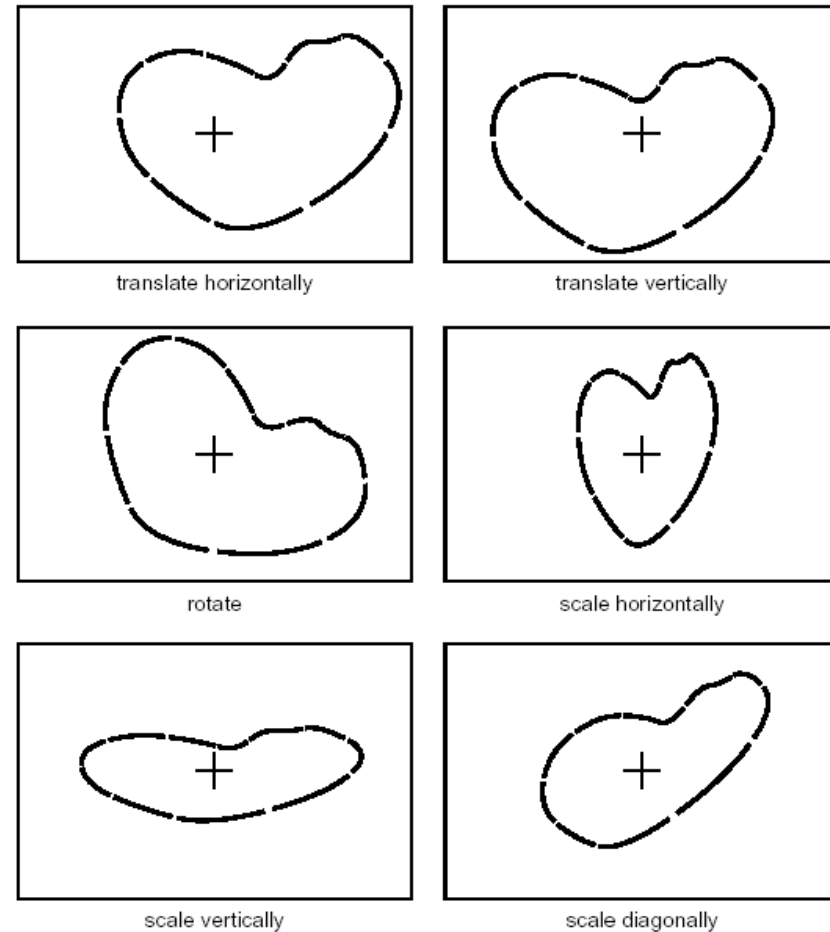 translate horizontally
translate vertically
rotate
scale horizontally
scale vertically
scale diagonally